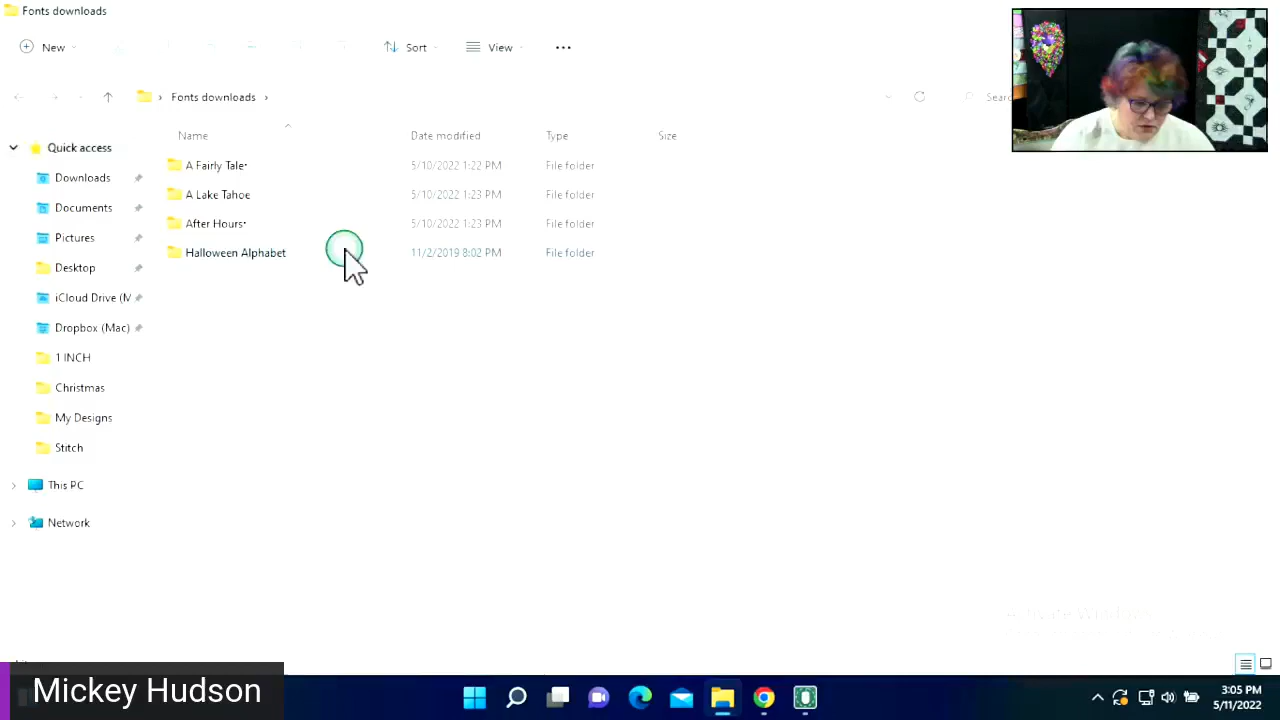 Fonts downloads
New
Sort
View
Fonts downloads
Sear
Name Date modified Type Size
Quick access
Downloads
Documents
Pictures
Desktop
iCloud Drive (M
Dropbox (Mac)
1 INCH
Christmas
My Designs
Stitch
This PC
Network
A Fairly Tale 5/10/2022 1:22 PM File folder
A Lake Tahoe 5/10/2022 1:23 PM File folder
After Hours 5/10/2022 1:23 PM File folder
Halloween Alphabet 11/2/2019 8:02 PM File folder
Mickey Hudson
3:05 PM
5/11/2022